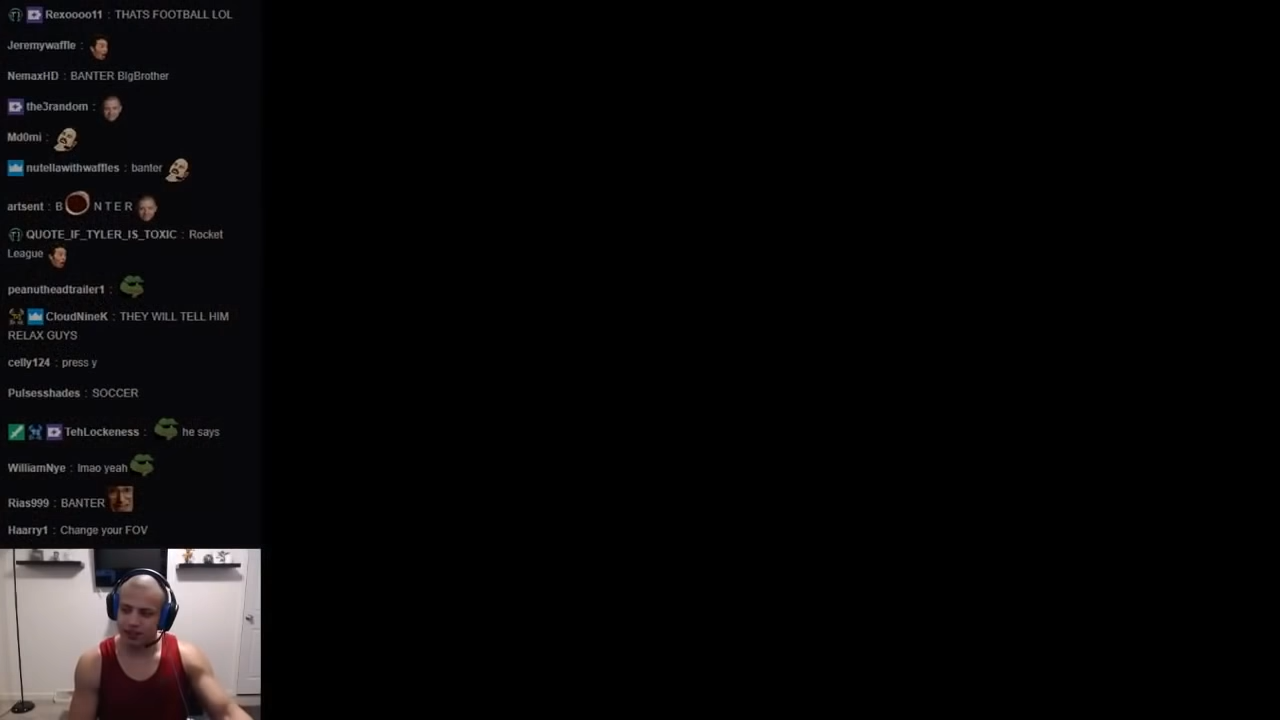 Rexoooo11 : THATS FOOTBALL LOL
Jeremywaffle :
NemaxHD : BANTER BigBrother
the3random :
Md0mi :
nutellawithwaffles : banter
artsent : B N T E R
QUOTE_IF_TYLER_IS_TOXIC : Rocket
League
peanutheadtrailer1 :
CloudNineK : THEY WILL TELL HIM
RELAX GUYS
celly124 : press y
Pulsesshades : SOCCER
TehLockeness : he says
WilliamNye : lmao yeah
Rias999 : BANTER
Haarry1 : Change your FOV